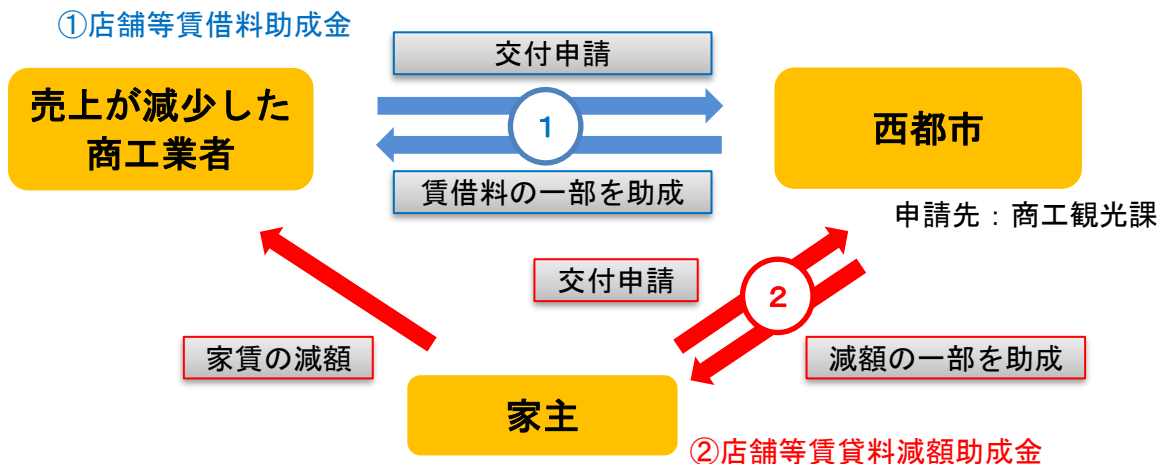 ①店舗等賃借料助成金
交付申請
売上が減少した
商工業者
1
西都市
賃借料の一部を助成
申請先：商工観光課
交付申請
2
家賃の減額
減額の一部を助成
家主
②店舗等賃貸料減額助成金